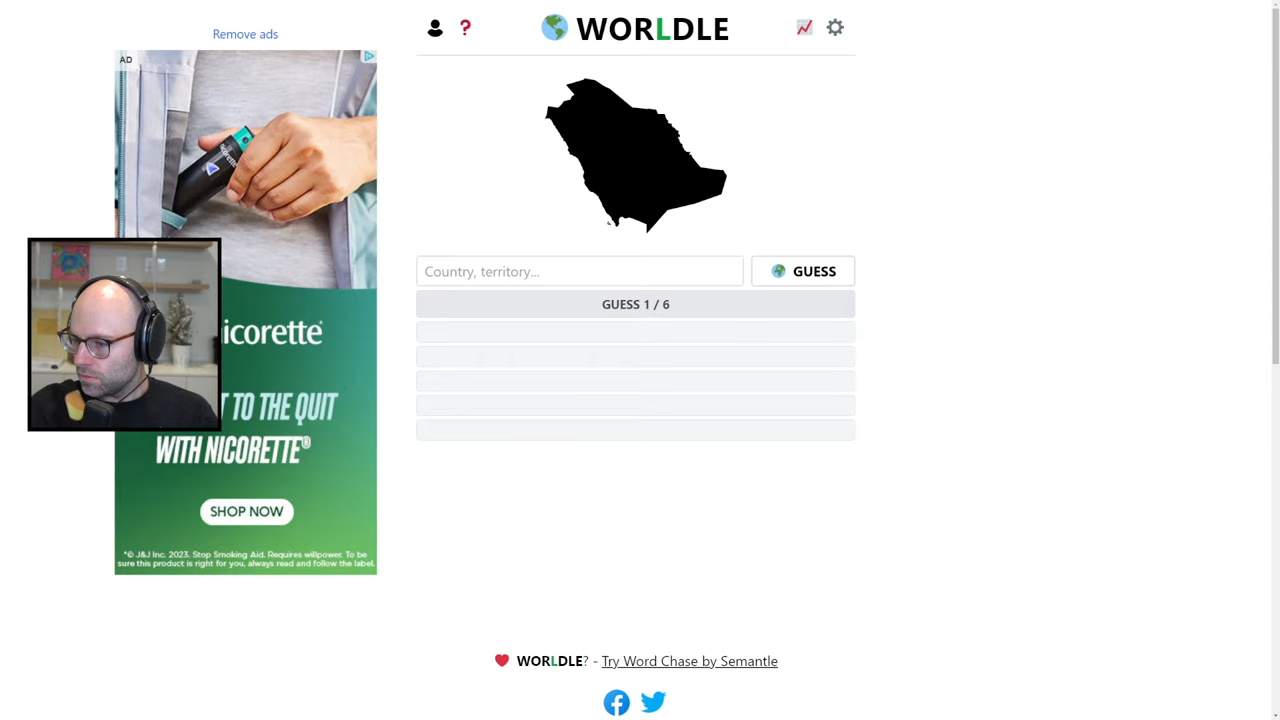 Remove ads
AD
nicorette
icorette®
T TO THE QUIT
WITH NICORETTE®
SHOP NOW
*© J&J Inc. 2023. Stop Smoking Aid. Requires willpower. To be
sure this product is right for you, always read and follow the label.
?
WORLDLE
Country, territory...
GUESS
GUESS 1 / 6
WORLDLE? - Try Word Chase by Semantle